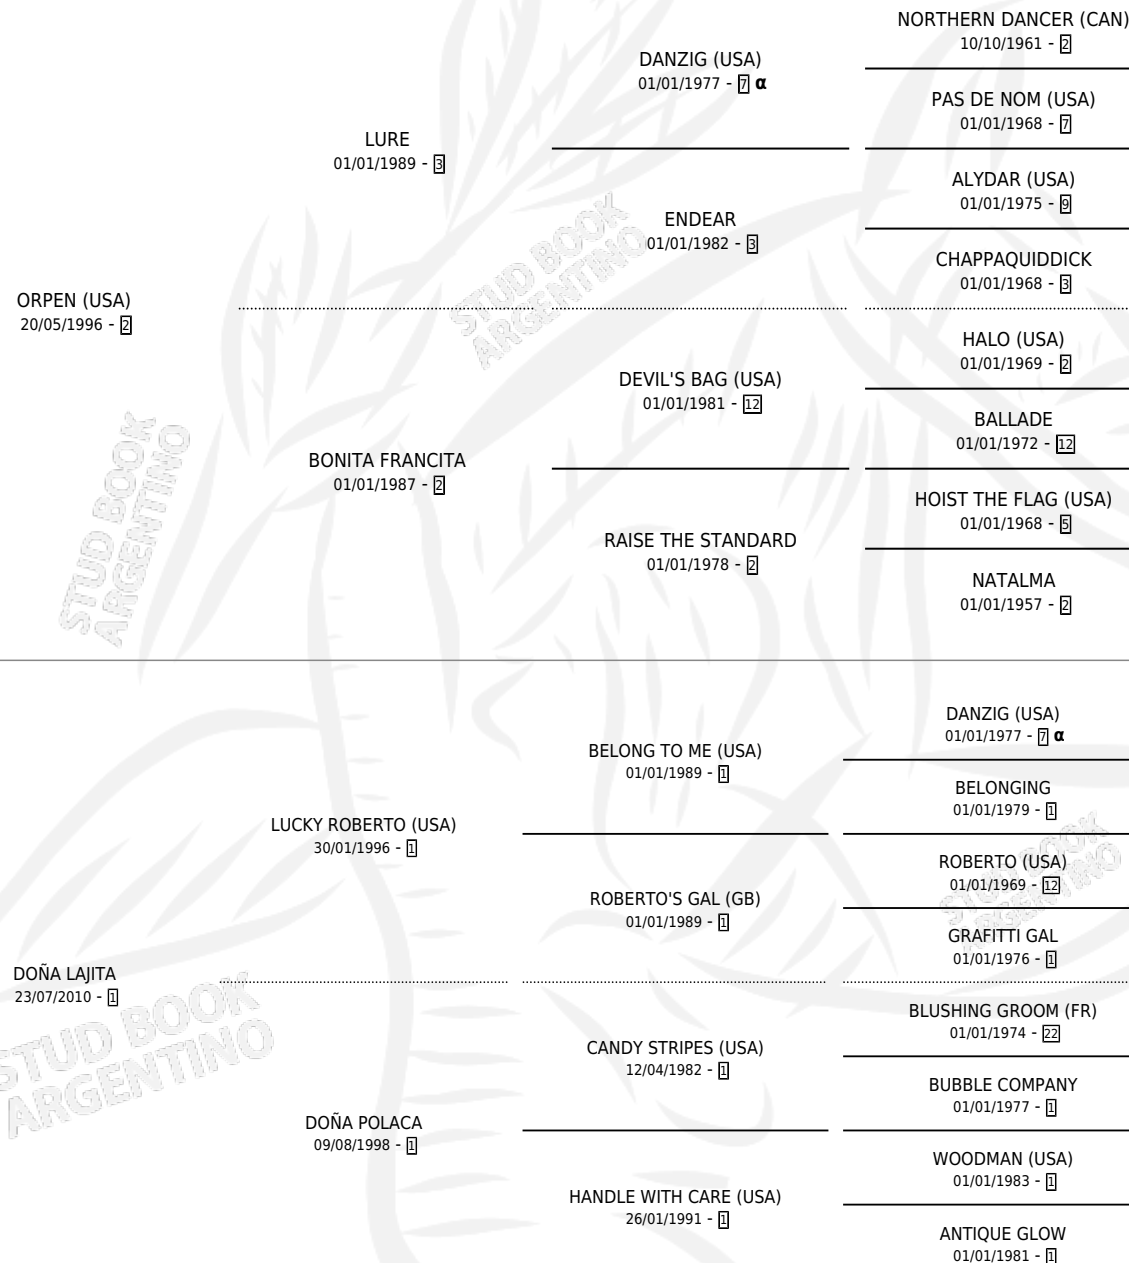 NORTHERN DANCER (CAN)
10/10/1961 - 2
DANZIG (USA)
01/01/1977 - 7 α
PAS DE NOM (USA)
01/01/1968 - 7
LURE
01/01/1989 - 3
ALYDAR (USA)
01/01/1975 - 9
ENDEAR
01/01/1982 - 3
CHAPPAQUIDDICK
01/01/1968 - 3
ORPEN (USA)
20/05/1996 - 2
HALO (USA)
01/01/1969 - 2
DEVIL'S BAG (USA)
01/01/1981 - 12
BALLADE
01/01/1972 - 12
BONITA FRANCITA
01/01/1987 - 2
HOIST THE FLAG (USA)
01/01/1968 - 5
RAISE THE STANDARD
01/01/1978 - 2
NATALMA
01/01/1957 - 2
DANZIG (USA)
01/01/1977 - 7 α
BELONG TO ME (USA)
01/01/1989 - 1
BELONGING
01/01/1979 - 1
LUCKY ROBERTO (USA)
30/01/1996 - 1
ROBERTO (USA)
01/01/1969 - 12
ROBERTO'S GAL (GB)
01/01/1989 - 1
GRAFITTI GAL
01/01/1976 - 1
DOÑA LAJITA
23/07/2010 - 1
BLUSHING GROOM (FR)
01/01/1974 - 22
CANDY STRIPES (USA)
12/04/1982 - 1
BUBBLE COMPANY
01/01/1977 - 1
DOÑA POLACA
09/08/1998 - 1
WOODMAN (USA)
01/01/1983 - 1
HANDLE WITH CARE (USA)
26/01/1991 - 1
ANTIQUE GLOW
01/01/1981 - 1
STUD BOOK
ARGENTINO
STUD BOOK
ARGENTINO
STUD BOOK
ARGENTINO
STUD BOOK
ARGENTINO